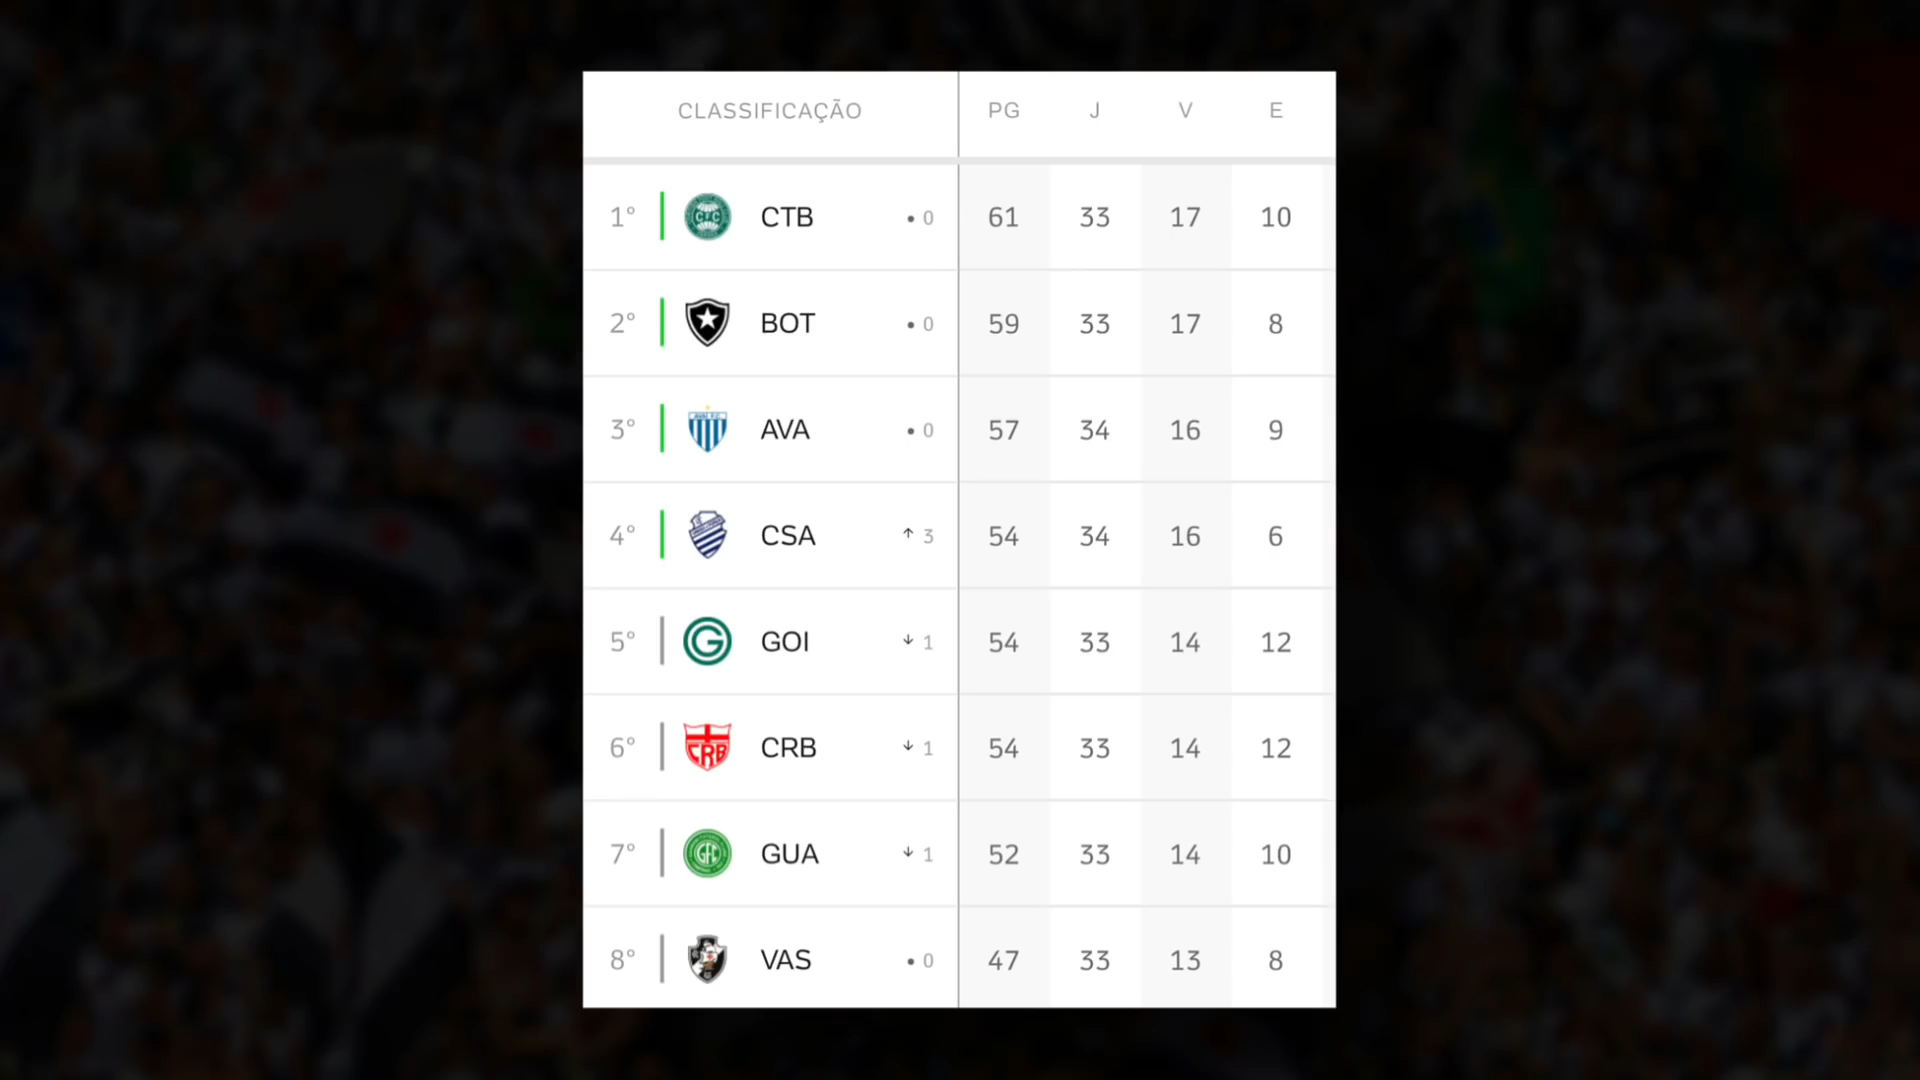 CLASSIFICAÇÃO PG J V E
1° CTB • 0 61 33 17 10
2° BOT • 0 59 33 17 8
3° AVA • 0 57 34 16 9
4° CSA ↑ 3 54 34 16 6
5° GOI ↓ 1 54 33 14 12
6° CRB CRB ↓ 1 54 33 14 12
7° GFC GUA ↓ 1 52 33 14 10
8° VAS • 0 47 33 13 8